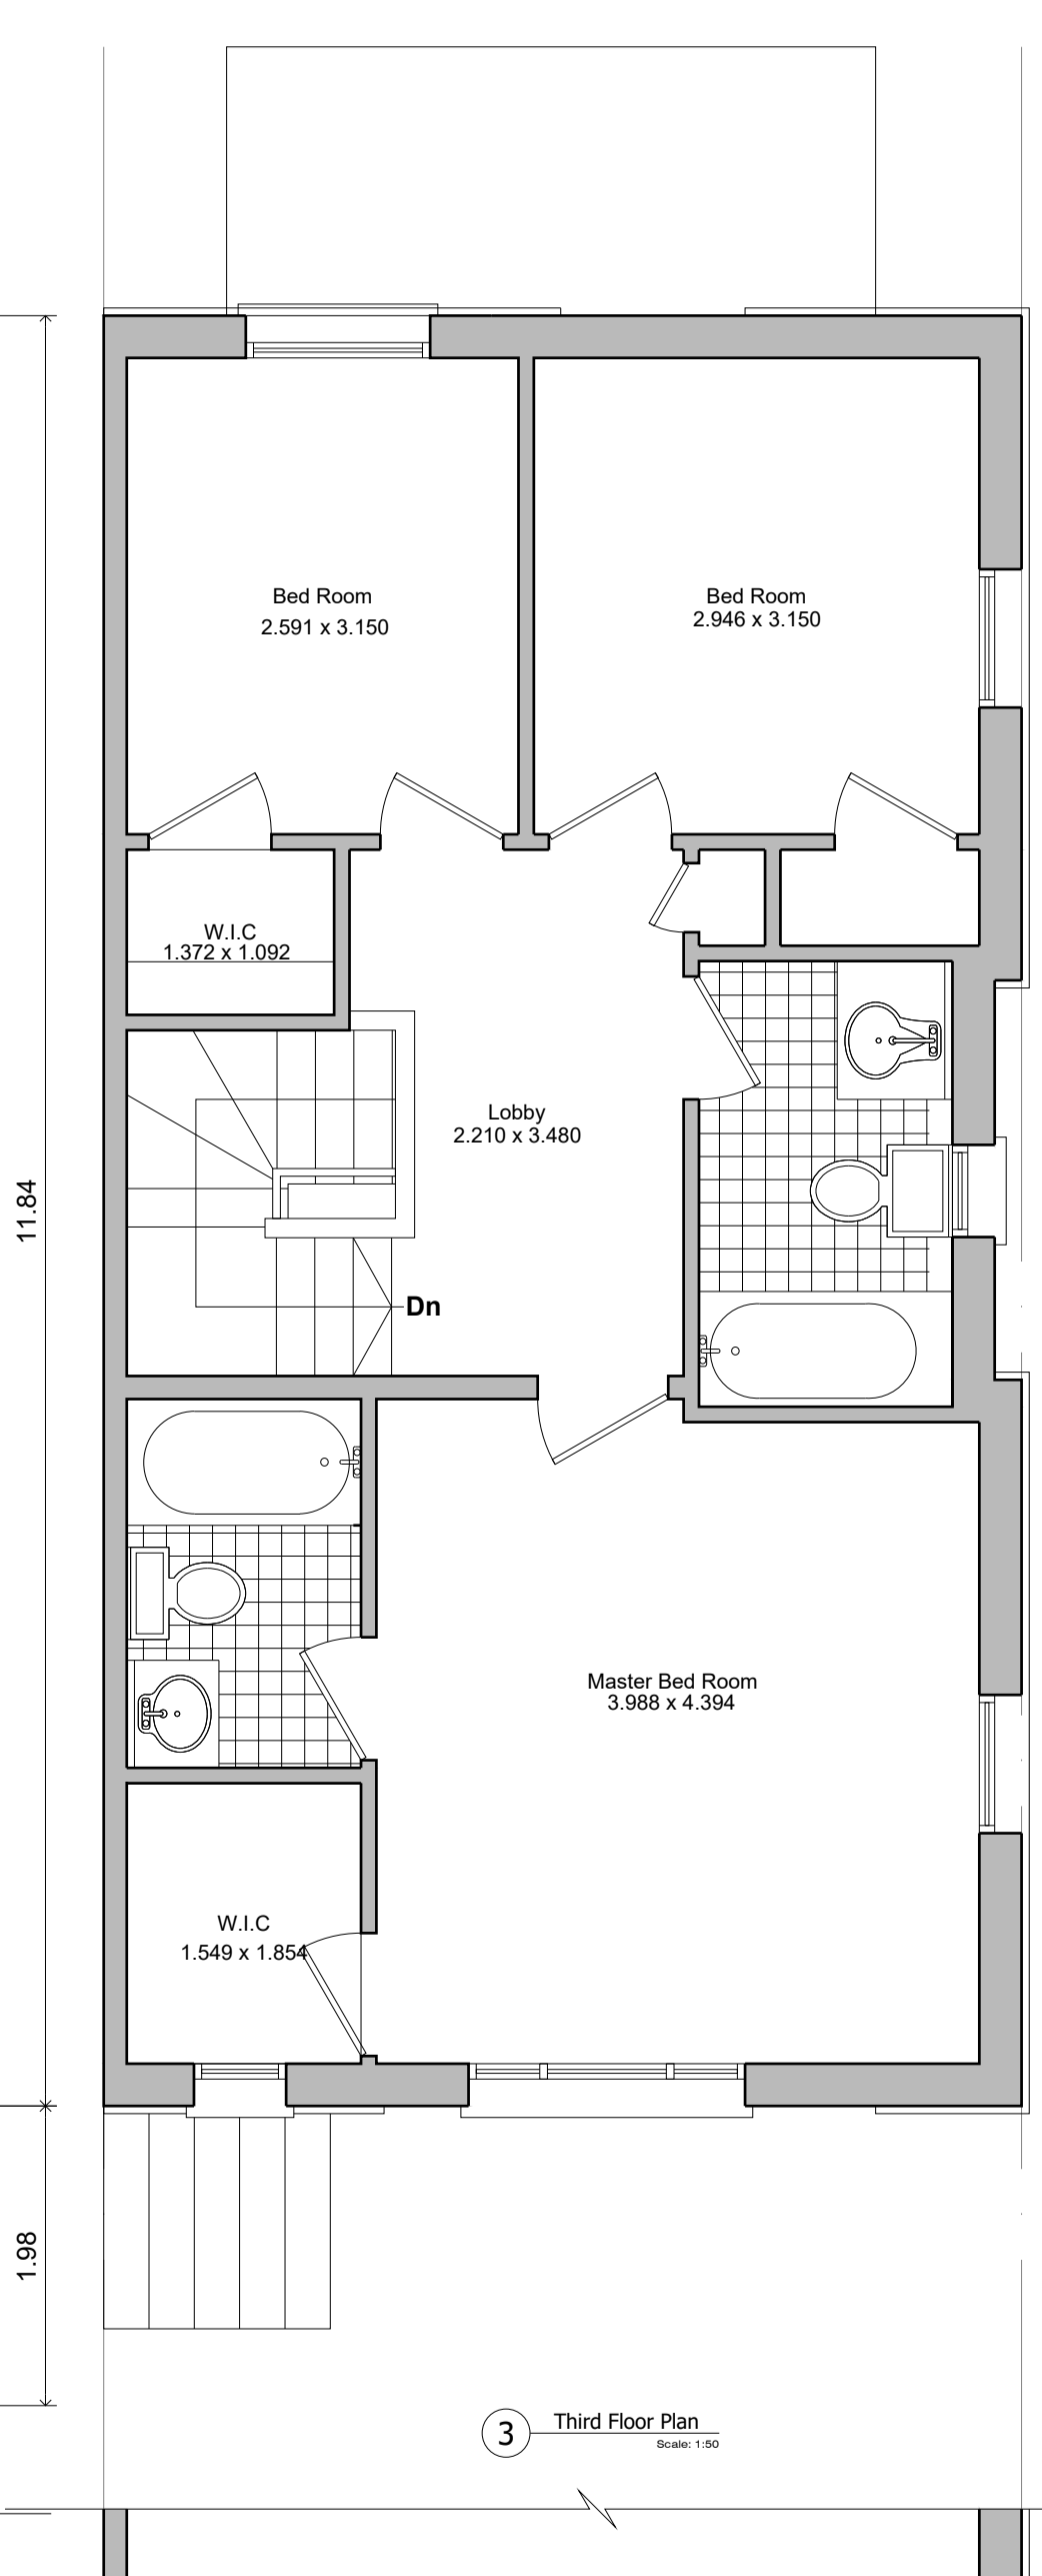 Bed Room
2.591 x 3.150
Bed Room
2.946 x 3.150
W.I.C
1.372 x 1.092
Lobby
2.210 x 3.480
11.84
Dn
Master Bed Room
3.988 x 4.394
W.I.C
1.549 x 1.854
1.98
3
Third Floor Plan
Scale: 1:50